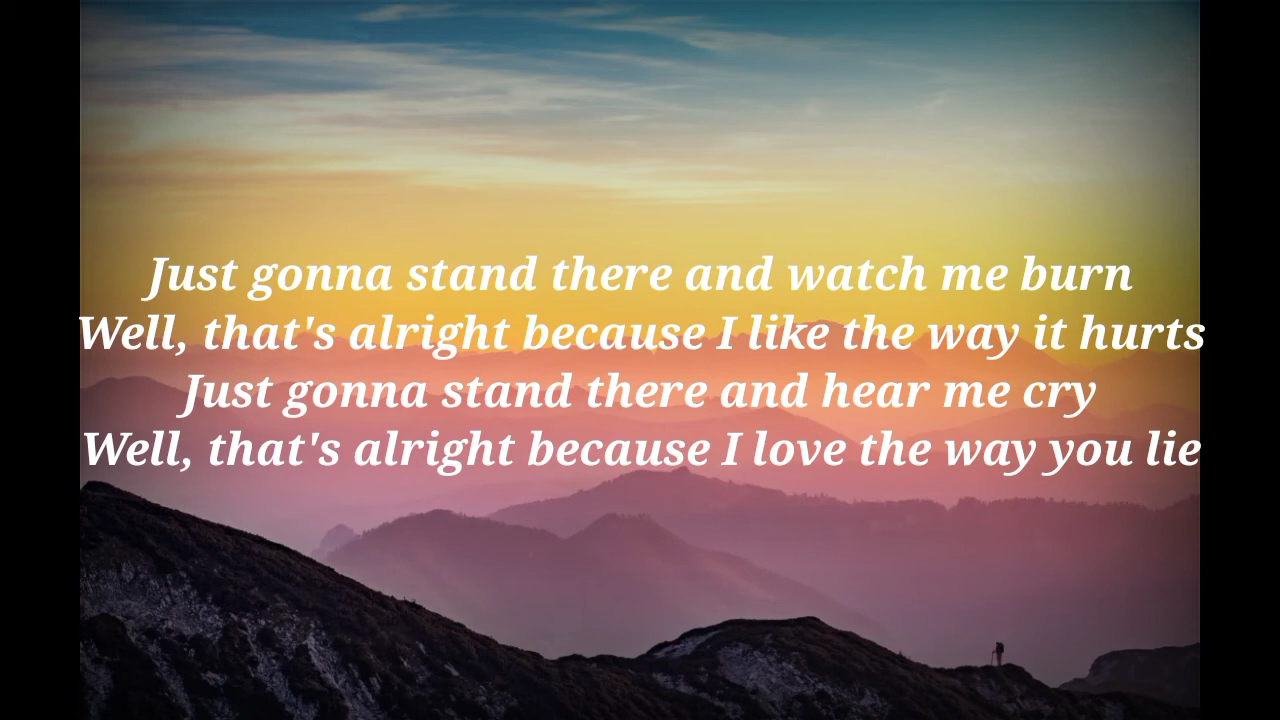 Just gonna stand there and watch me burn
Well, that's alright because I like the way it hurts
Just gonna stand there and hear me cry
Well, that's alright because I love the way you lie